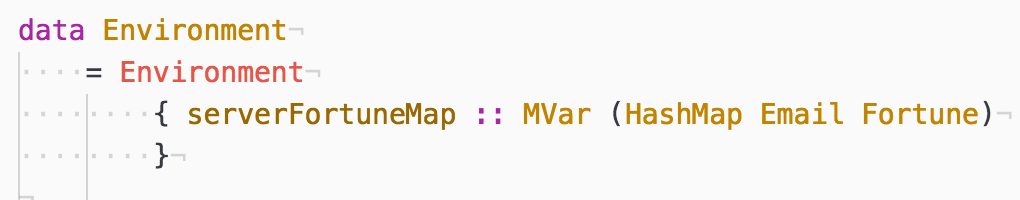 data Environment¬
····= Environment¬
········{ serverFortuneMap :: MVar (HashMap Email Fortune)¬
········}¬
¬